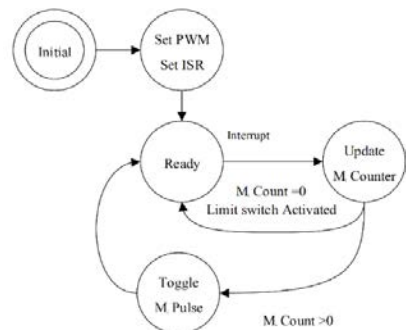 Initial
Set PWM
Set ISR
Ready
Interrupt
Update
M. Counter
M. Count =0
Limit switch Activated
Toggle
M. Pulse
M. Count >0